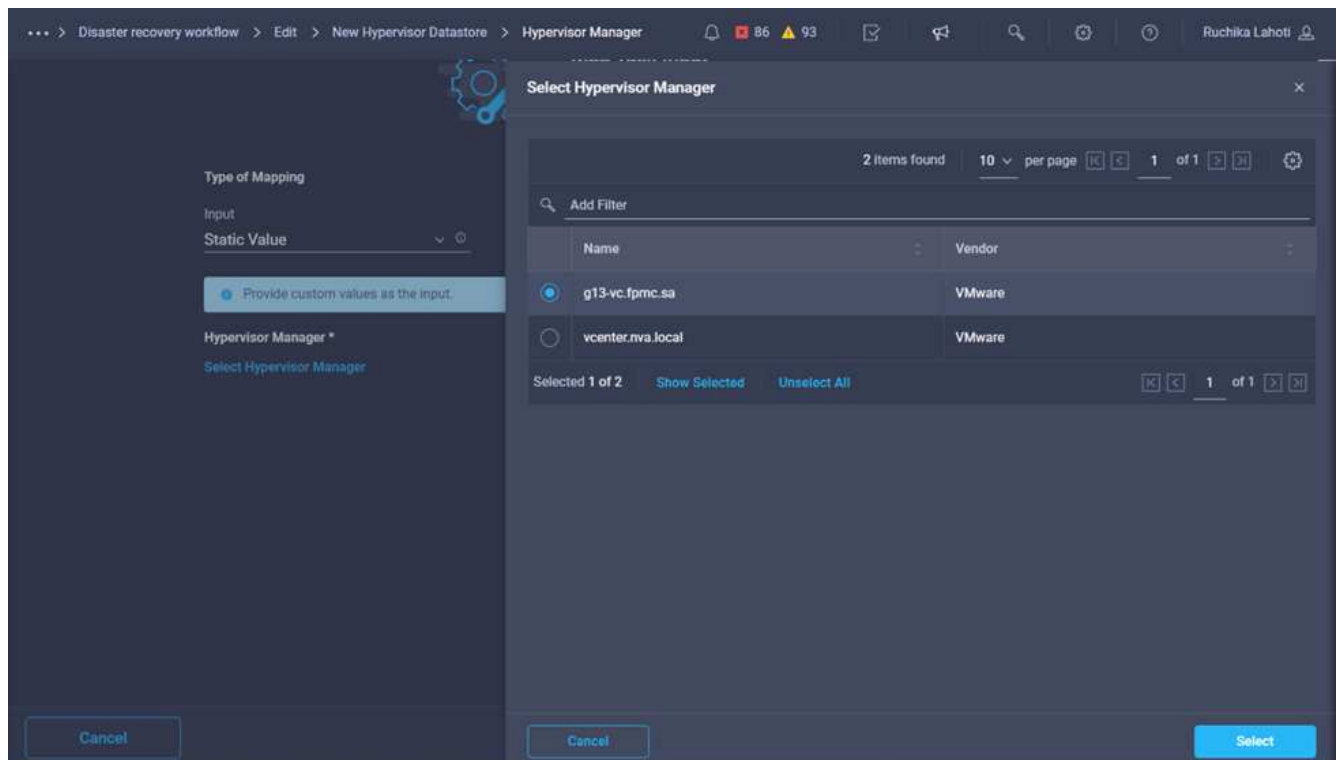 ••• > Disaster recovery workflow > Edit > New Hypervisor Datastore > Hypervisor Manager 86 93 Ruchika Lahoti
Select Hypervisor Manager
2 items found 10 per page 1 of 1
Type of Mapping
Input
Static Value
Add Filter
Name Vendor
Provide custom values as the input.
g13-vc.fpmc.sa VMware
Hypervisor Manager *
vcenter.nva.local VMware
Select Hypervisor Manager
Selected 1 of 2 Show Selected Unselect All 1 of 1
Cancel
Cancel Select